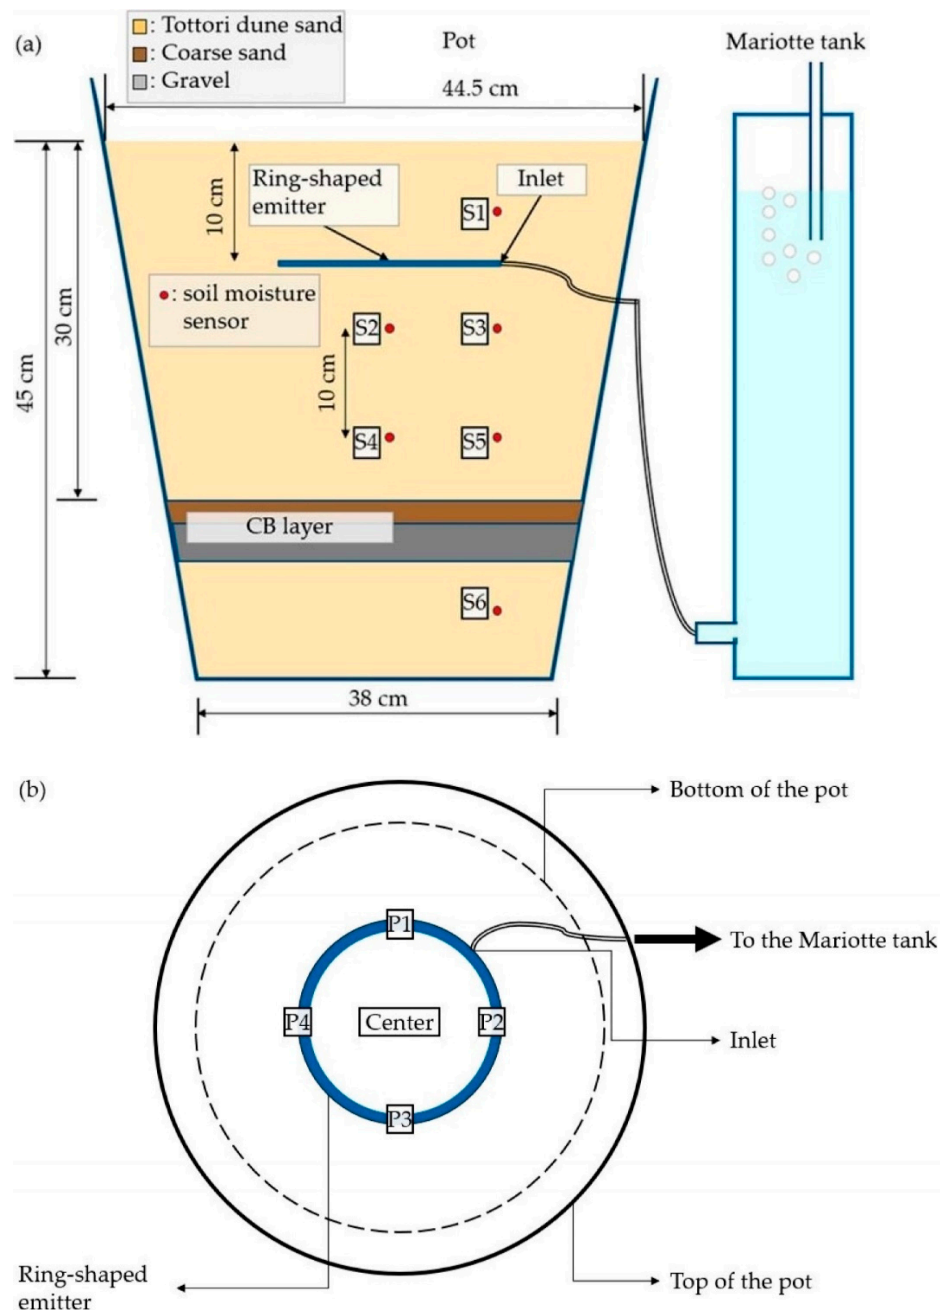 (a)
: Tottori dune sand
: Coarse sand
: Gravel
Pot
Mariotte tank
44.5 cm
Ring-shaped
emitter
Inlet
10 cm
S1
: soil moisture
sensor
S2
S3
30 cm
45 cm
10 cm
S4
S5
CB layer
S6
38 cm
(b)
Bottom of the pot
P1
To the Mariotte tank
P4
Center
P2
Inlet
P3
Ring-shaped
emitter
Top of the pot